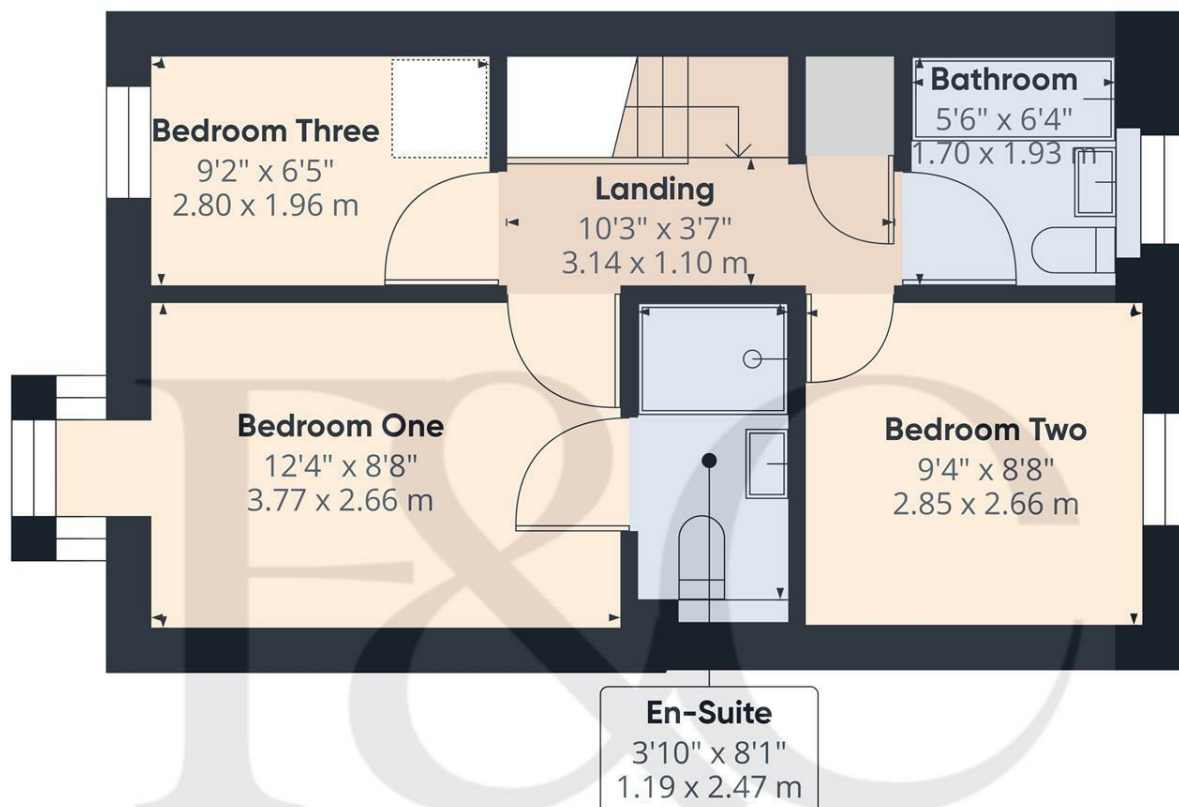 Bedroom Three
9'2" x 6'5"
2.80 x 1.96 m
Landing
10'3" x 3'7"
3.14 x 1.10 m
Bathroom
5'6" x 6'4"
1.70 x 1.93 m
Bedroom One
12'4" x 8'8"
3.77 x 2.66 m
Bedroom Two
9'4" x 8'8"
2.85 x 2.66 m
En-Suite
3'10" x 8'1"
1.19 x 2.47 m
F&C